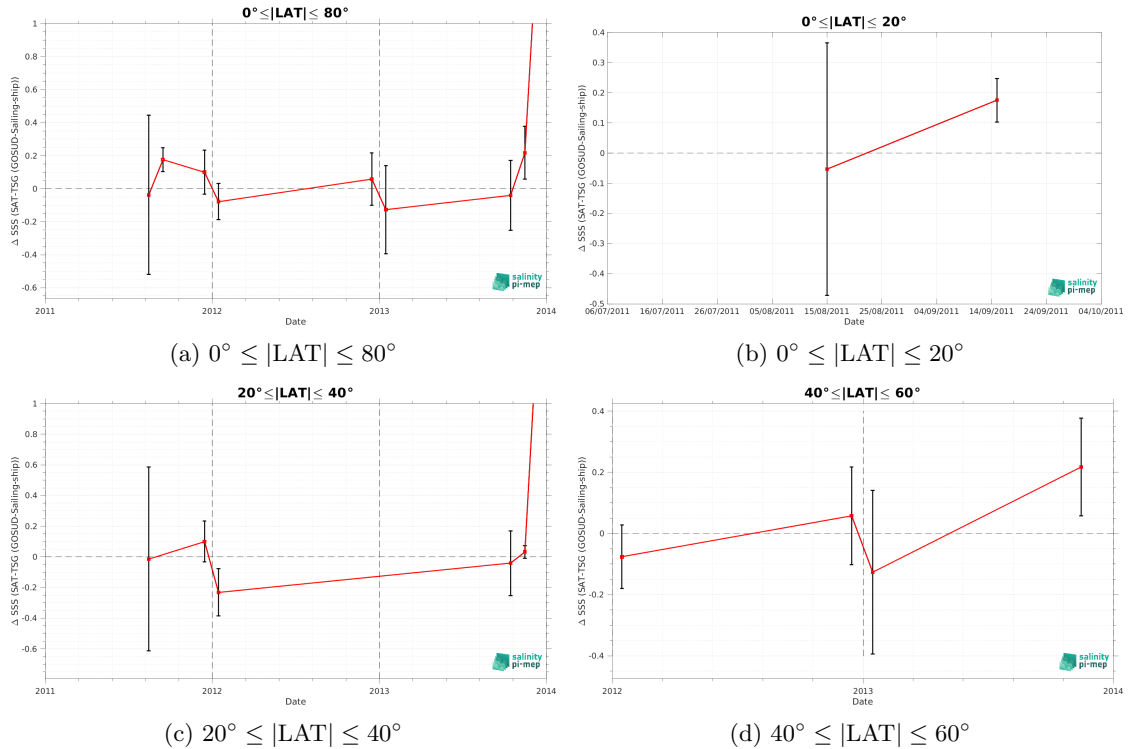 0°≤|LAT|≤ 80°
1
0.8
0.6
0.4
0.2
0
-0.2
-0.4
-0.6
Δ SSS (SAT-TSG (GOSUD-Sailing-ship))
2011
2012
2013
2014
Date
salinity
pi-mep
(a) 0° ≤ |LAT| ≤ 80°
0°≤|LAT|≤ 20°
0.4
0.3
0.2
0.1
0
-0.1
-0.2
-0.3
-0.4
-0.5
Δ SSS (SAT-TSG (GOSUD-Sailing-ship))
06/07/2011
16/07/2011
26/07/2011
05/08/2011
15/08/2011
25/08/2011
04/09/2011
14/09/2011
24/09/2011
04/10/2011
Date
salinity
pi-mep
(b) 0° ≤ |LAT| ≤ 20°
20°≤|LAT|≤ 40°
1
0.8
0.6
0.4
0.2
0
-0.2
-0.4
-0.6
Δ SSS (SAT-TSG (GOSUD-Sailing-ship))
2011
2012
2013
2014
Date
salinity
pi-mep
(c) 20° ≤ |LAT| ≤ 40°
40°≤|LAT|≤ 60°
0.4
0.2
0
-0.2
-0.4
Δ SSS (SAT-TSG (GOSUD-Sailing-ship))
2012
2013
2014
Date
salinity
pi-mep
(d) 40° ≤ |LAT| ≤ 60°